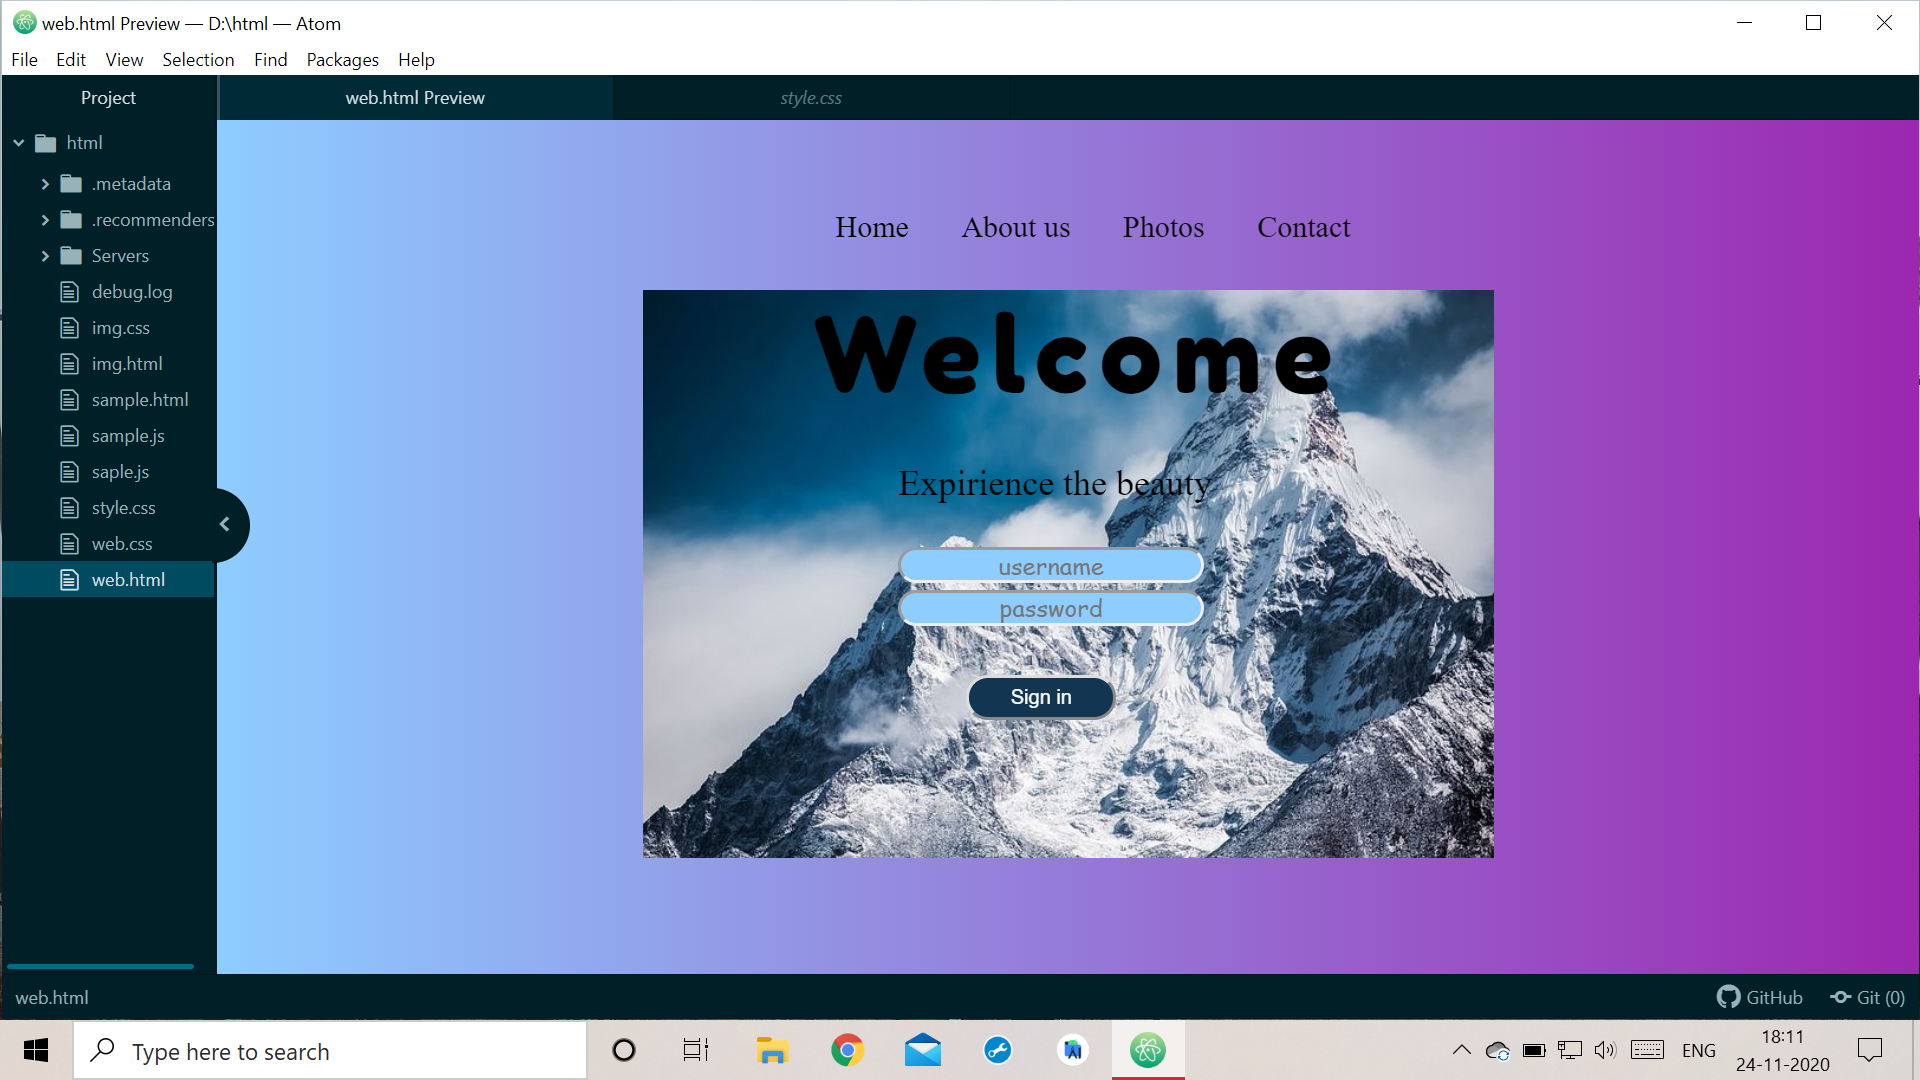 web.html Preview — D:\html — Atom
File Edit View Selection Find Packages Help
Project
web.html Preview
style.css
html
.metadata
.recommenders
Servers
debug.log
img.css
img.html
sample.html
sample.js
saple.js
style.css
web.css
web.html
Home About us Photos Contact
Welcome
Expirience the beauty
username
password
Sign in
web.html
GitHub
Git (0)
Type here to search
ENG
18:11
24-11-2020